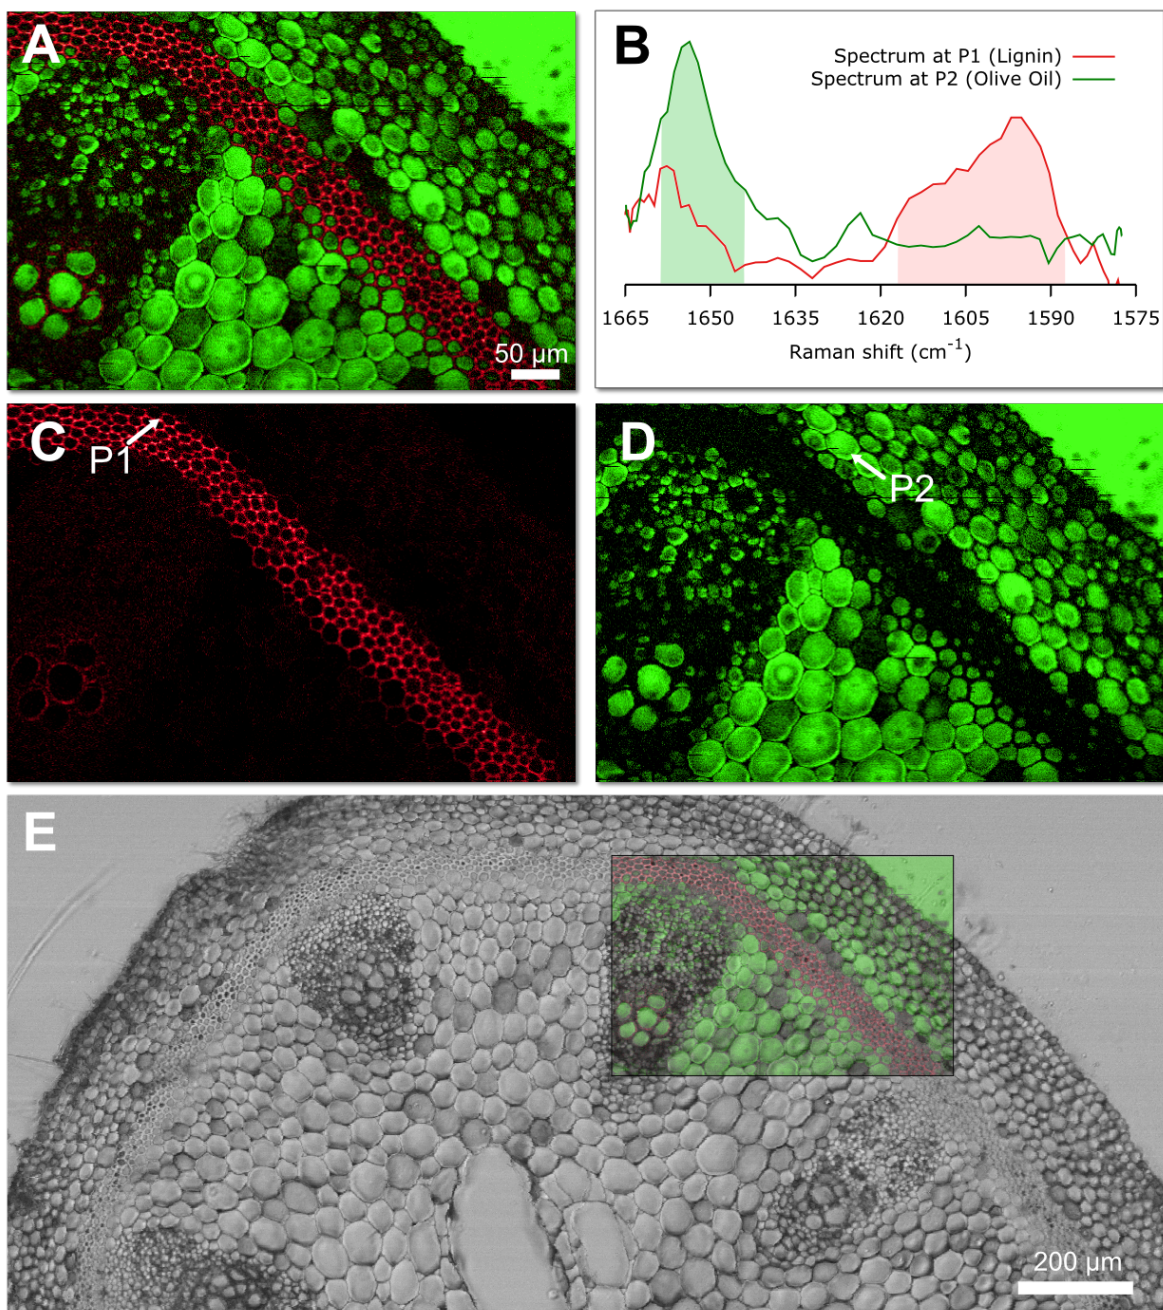 A
50 µm
B
Spectrum at P1 (Lignin)
Spectrum at P2 (Olive Oil)
1665 1650 1635 1620 1605 1590 1575
Raman shift (cm⁻¹)
C
P1
D
P2
E
200 µm